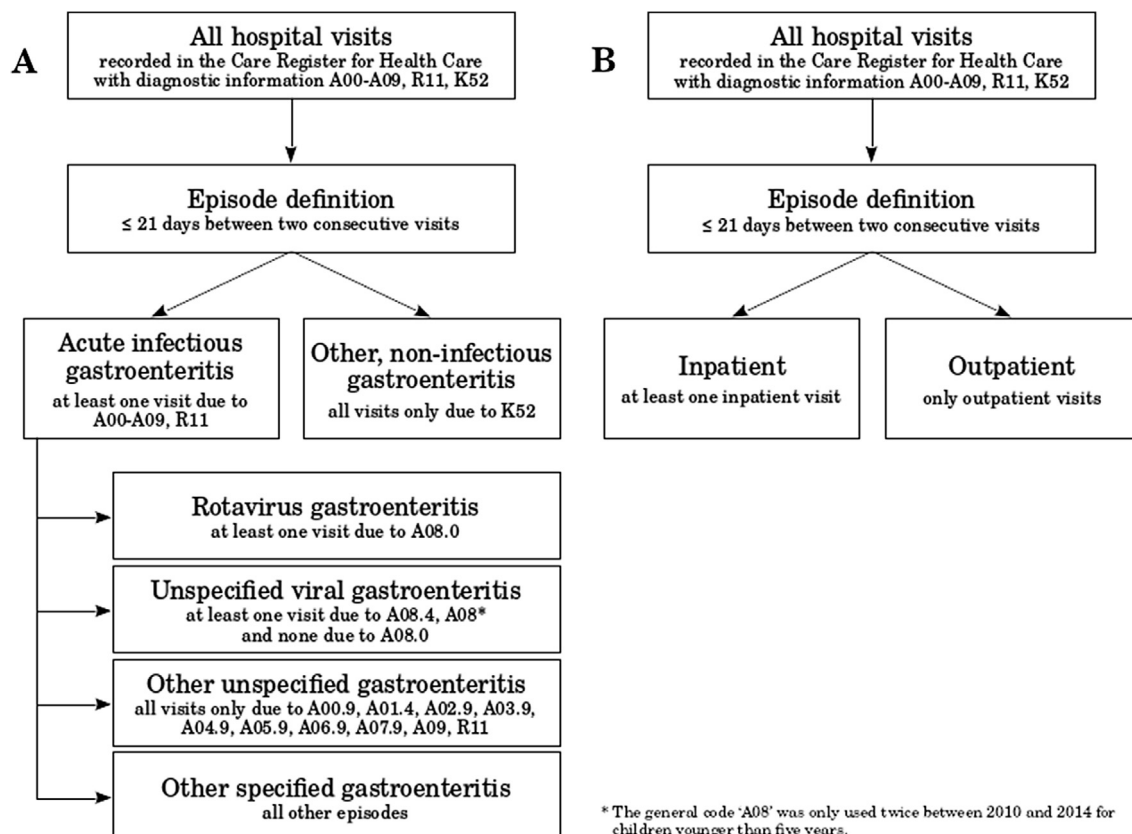 A
All hospital visits
recorded in the Care Register for Health Care
with diagnostic information A00-A09, R11, K52
Episode definition
≤ 21 days between two consecutive visits
Acute infectious
gastroenteritis
at least one visit due to
A00-A09, R11
Other, non-infectious
gastroenteritis
all visits only due to K52
Rotavirus gastroenteritis
at least one visit due to A08.0
Unspecified viral gastroenteritis
at least one visit due to A08.4, A08*
and none due to A08.0
Other unspecified gastroenteritis
all visits only due to A00.9, A01.4, A02.9, A03.9,
A04.9, A05.9, A06.9, A07.9, A09, R11
Other specified gastroenteritis
all other episodes
B
All hospital visits
recorded in the Care Register for Health Care
with diagnostic information A00-A09, R11, K52
Episode definition
≤ 21 days between two consecutive visits
Inpatient
at least one inpatient visit
Outpatient
only outpatient visits
* The general code ‘A08’ was only used twice between 2010 and 2014 for
children younger than five years.